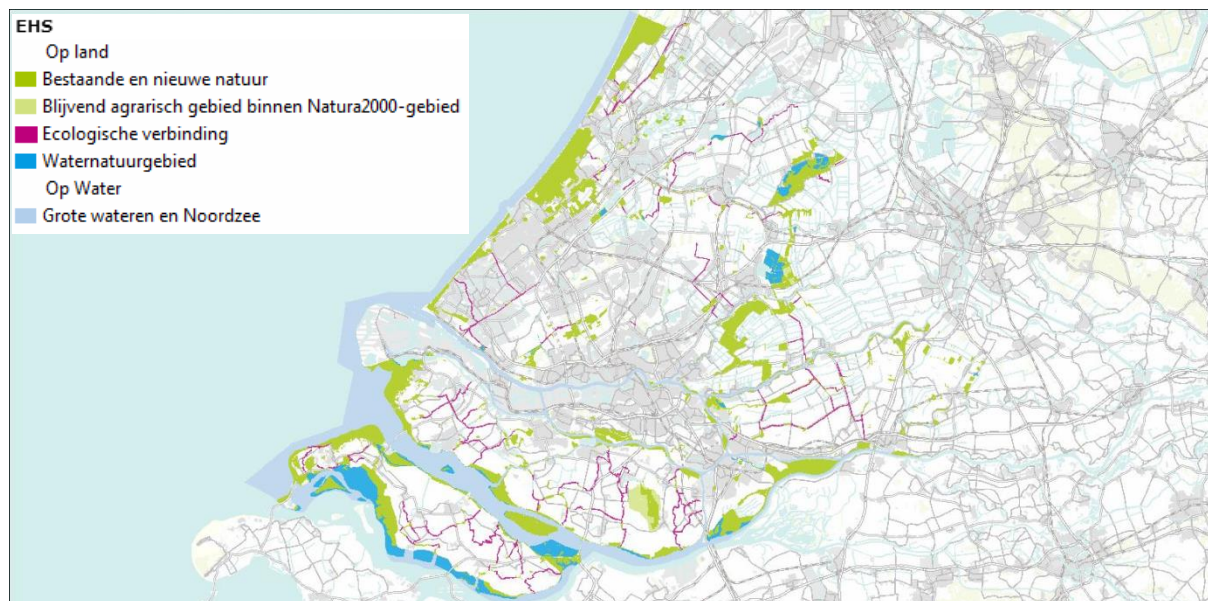 EHS
Op land
Bestaande en nieuwe natuur
Blijvend agrarisch gebied binnen Natura2000-gebied
Ecologische verbinding
Waternatuurgebied
Op Water
Grote wateren en Noordzee